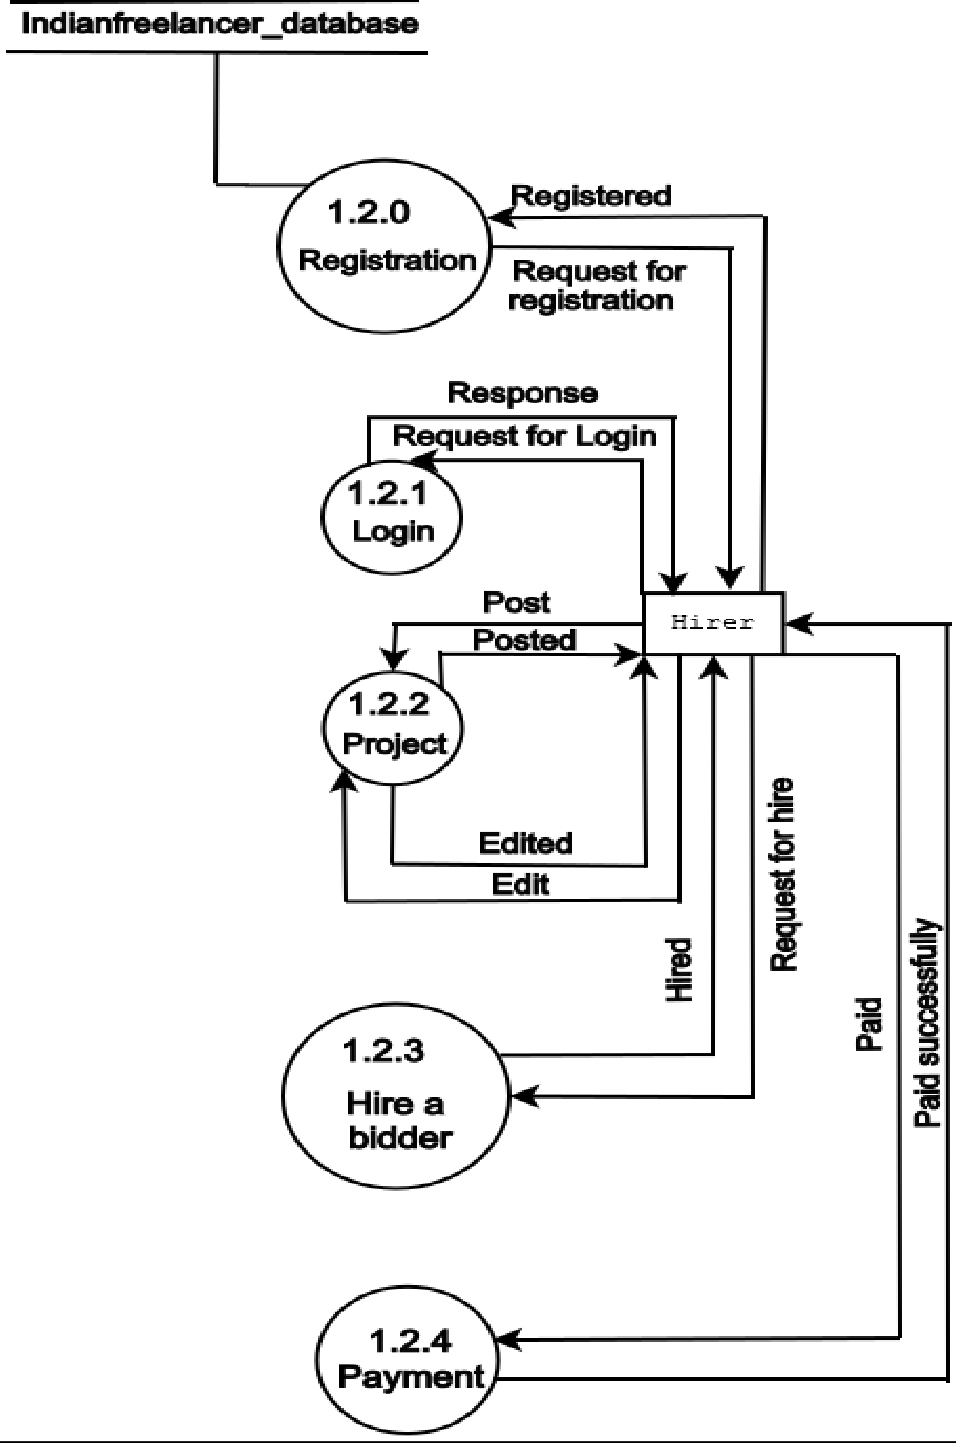 Indianfreelancer_database
1.2.0
Registration
Registered
Request for
registration
Response
Request for Login
1.2.1
Login
Hirer
Post
Posted
1.2.2
Project
Edited
Edit
Hired
Request for hire
Paid
Paid successfully
1.2.3
Hire a
bidder
1.2.4
Payment